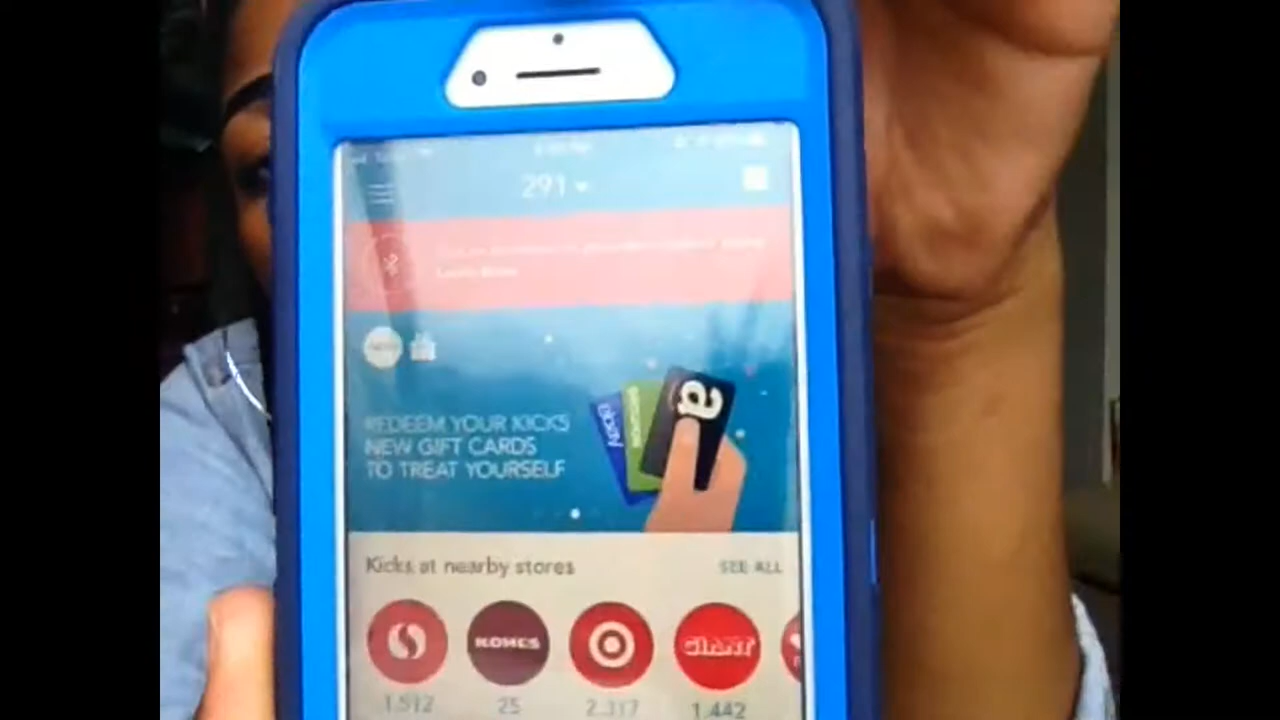 291
REDEEM YOUR KICKS
NEW GIFT CARDS
TO TREAT YOURSELF
a
Kicks at nearby stores SEE ALL
KOHL'S GIANT
1,512 25 2,317 1,442